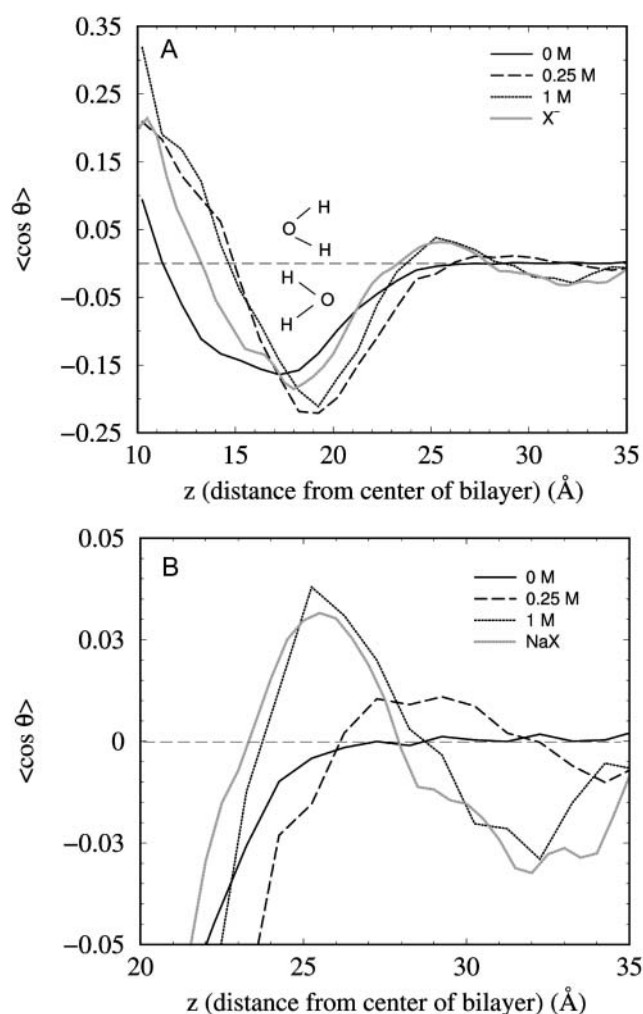 A
0 M
0.25 M
1 M
X⁻
0.35
0.25
0.15
0.05
−0.05
−0.15
−0.25
<cos θ>
H
O
H
H
O
H
10 15 20 25 30 35
z (distance from center of bilayer) (Å)
B
0 M
0.25 M
1 M
NaX
0.05
0.03
0
−0.03
−0.05
<cos θ>
20 25 30 35
z (distance from center of bilayer) (Å)